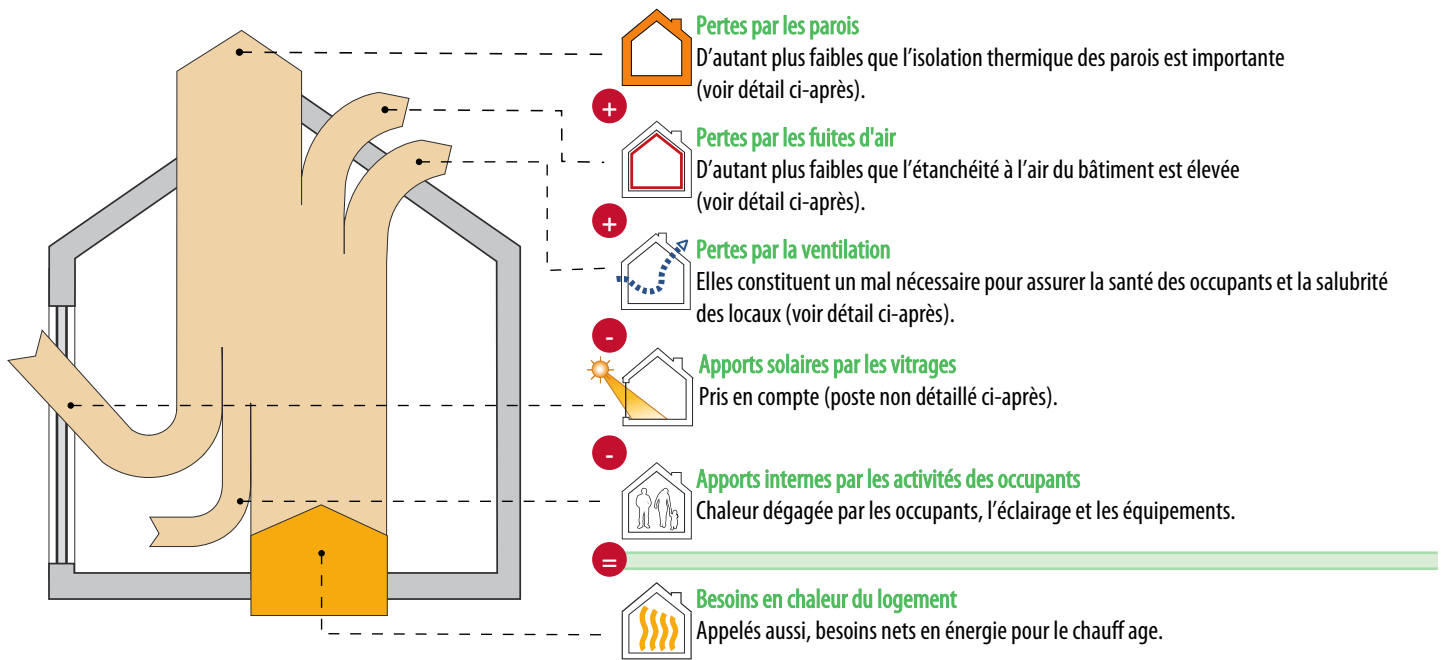 Pertes par les parois
D’autant plus faibles que l’isolation thermique des parois est importante
(voir détail ci-après).
+
Pertes par les fuites d'air
D’autant plus faibles que l’étanchéité à l’air du bâtiment est élevée
(voir détail ci-après).
+
Pertes par la ventilation
Elles constituent un mal nécessaire pour assurer la santé des occupants et la salubrité
des locaux (voir détail ci-après).
-
Apports solaires par les vitrages
Pris en compte (poste non détaillé ci-après).
-
Apports internes par les activités des occupants
Chaleur dégagée par les occupants, l’éclairage et les équipements.
=
Besoins en chaleur du logement
Appelés aussi, besoins nets en énergie pour le chauff age.